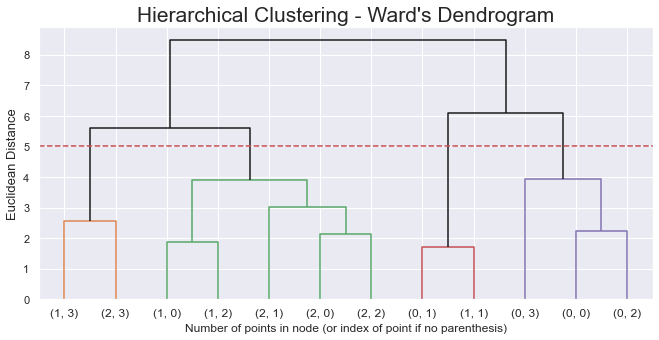 Hierarchical Clustering - Ward's Dendrogram
Euclidean Distance
8
7
6
5
4
3
2
1
0
(1, 3) (2, 3) (1, 0) (1, 2) (2, 1) (2, 0) (2, 2) (0, 1) (1, 1) (0, 3) (0, 0) (0, 2)
Number of points in node (or index of point if no parenthesis)